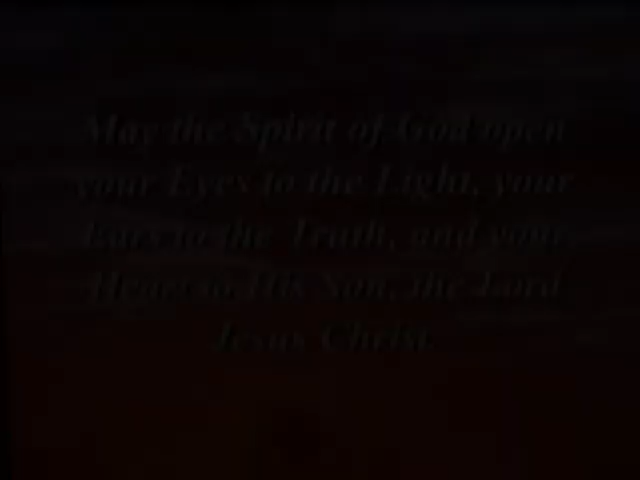 May the Spirit of God open
your Eyes to the Light, your
Ears to the Truth, and your
Heart to His Son, the Lord
Jesus Christ